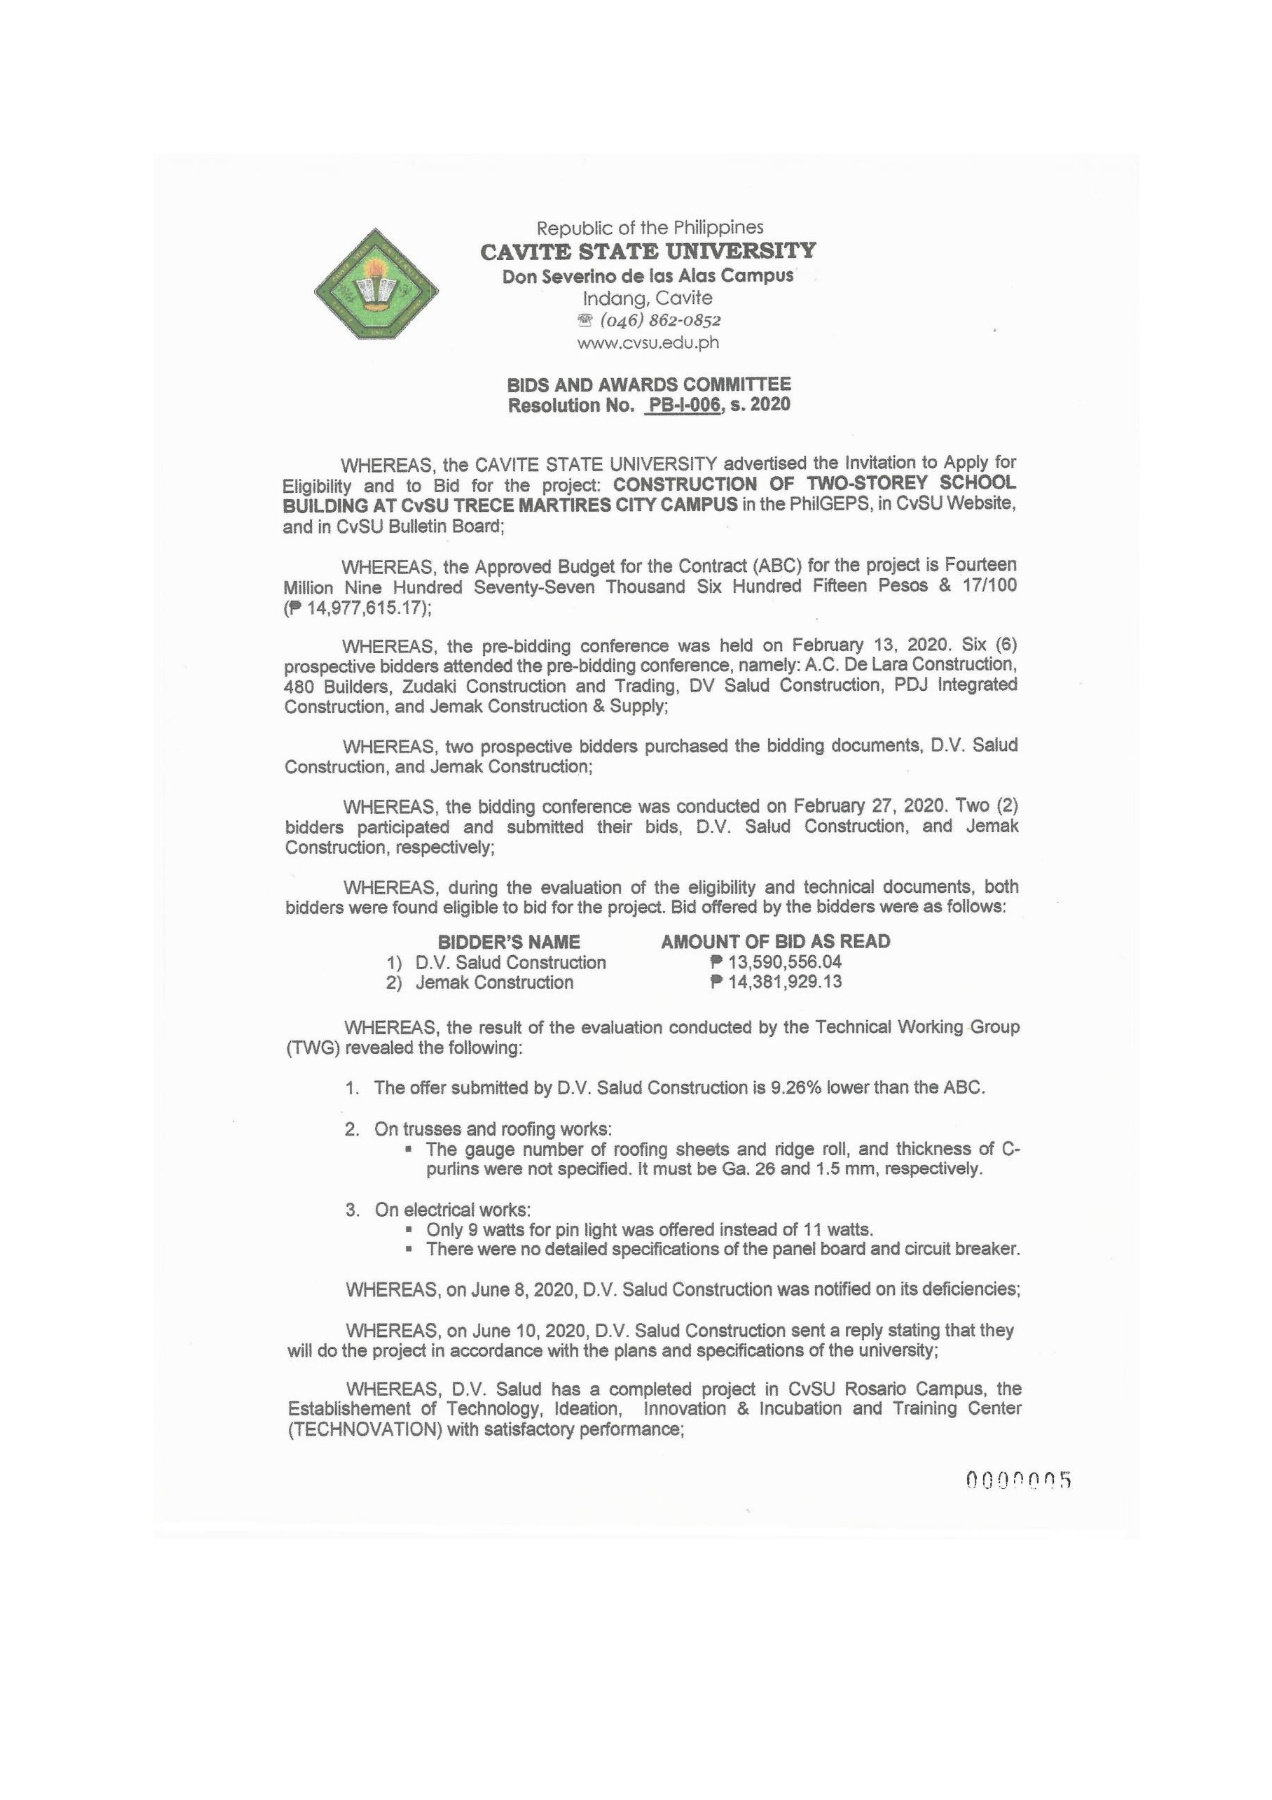 Republic of the Philippines
CAVITE STATE UNIVERSITY
Don Severino de las Alas Campus
Indang, Cavite
☏ (046) 862-0852
www.cvsu.edu.ph
BIDS AND AWARDS COMMITTEE
Resolution No. PB-I-006, s. 2020
WHEREAS, the CAVITE STATE UNIVERSITY advertised the Invitation to Apply for
Eligibility and to Bid for the project: CONSTRUCTION OF TWO-STOREY SCHOOL
BUILDING AT CvSU TRECE MARTIRES CITY CAMPUS in the PhilGEPS, in CvSU Website,
and in CvSU Bulletin Board;
WHEREAS, the Approved Budget for the Contract (ABC) for the project is Fourteen
Million Nine Hundred Seventy-Seven Thousand Six Hundred Fifteen Pesos & 17/100
(₱ 14,977,615.17);
WHEREAS, the pre-bidding conference was held on February 13, 2020. Six (6)
prospective bidders attended the pre-bidding conference, namely: A.C. De Lara Construction,
480 Builders, Zudaki Construction and Trading, DV Salud Construction, PDJ Integrated
Construction, and Jemak Construction & Supply;
WHEREAS, two prospective bidders purchased the bidding documents, D.V. Salud
Construction, and Jemak Construction;
WHEREAS, the bidding conference was conducted on February 27, 2020. Two (2)
bidders participated and submitted their bids, D.V. Salud Construction, and Jemak
Construction, respectively;
WHEREAS, during the evaluation of the eligibility and technical documents, both
bidders were found eligible to bid for the project. Bid offered by the bidders were as follows:
BIDDER'S NAME AMOUNT OF BID AS READ
1) D.V. Salud Construction ₱ 13,590,556.04
2) Jemak Construction ₱ 14,381,929.13
WHEREAS, the result of the evaluation conducted by the Technical Working Group
(TWG) revealed the following:
1. The offer submitted by D.V. Salud Construction is 9.26% lower than the ABC.
2. On trusses and roofing works:
▪ The gauge number of roofing sheets and ridge roll, and thickness of C-
purlins were not specified. It must be Ga. 26 and 1.5 mm, respectively.
3. On electrical works:
▪ Only 9 watts for pin light was offered instead of 11 watts.
▪ There were no detailed specifications of the panel board and circuit breaker.
WHEREAS, on June 8, 2020, D.V. Salud Construction was notified on its deficiencies;
WHEREAS, on June 10, 2020, D.V. Salud Construction sent a reply stating that they
will do the project in accordance with the plans and specifications of the university;
WHEREAS, D.V. Salud has a completed project in CvSU Rosario Campus, the
Establishement of Technology, Ideation, Innovation & Incubation and Training Center
(TECHNOVATION) with satisfactory performance;
0000005